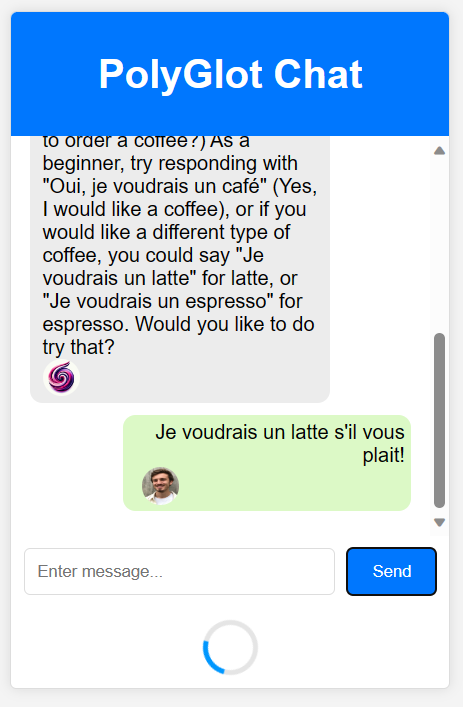 PolyGlot Chat
to order a coffee?) As a
beginner, try responding with
"Oui, je voudrais un café" (Yes,
I would like a coffee), or if you
would like a different type of
coffee, you could say "Je
voudrais un latte" for latte, or
"Je voudrais un espresso" for
espresso. Would you like to do
try that?
Je voudrais un latte s'il vous
plait!
Enter message...
Send